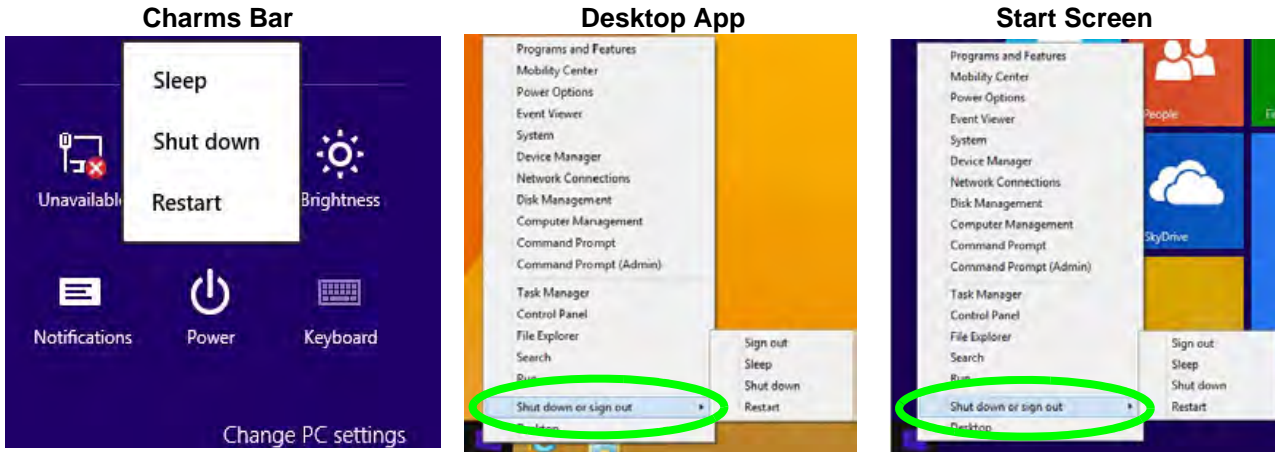 Charms Bar
Sleep
Shut down
Restart
Brightness
Notifications
Power
Keyboard
Change PC settings
Desktop App
Programs and Features
Mobility Center
Power Options
Event Viewer
System
Device Manager
Network Connections
Disk Management
Computer Management
Command Prompt
Command Prompt (Admin)
Task Manager
Control Panel
File Explorer
Search
Shut down or sign out
Sign out
Sleep
Shut down
Restart
Start Screen
Programs and Features
Mobility Center
Power Options
Event Viewer
System
Device Manager
Network Connections
Disk Management
Computer Management
Command Prompt
Command Prompt (Admin)
Task Manager
Control Panel
File Explorer
Search
Shut down or sign out
Desktop
Sign out
Sleep
Shut down
Restart
People
SkyDrive